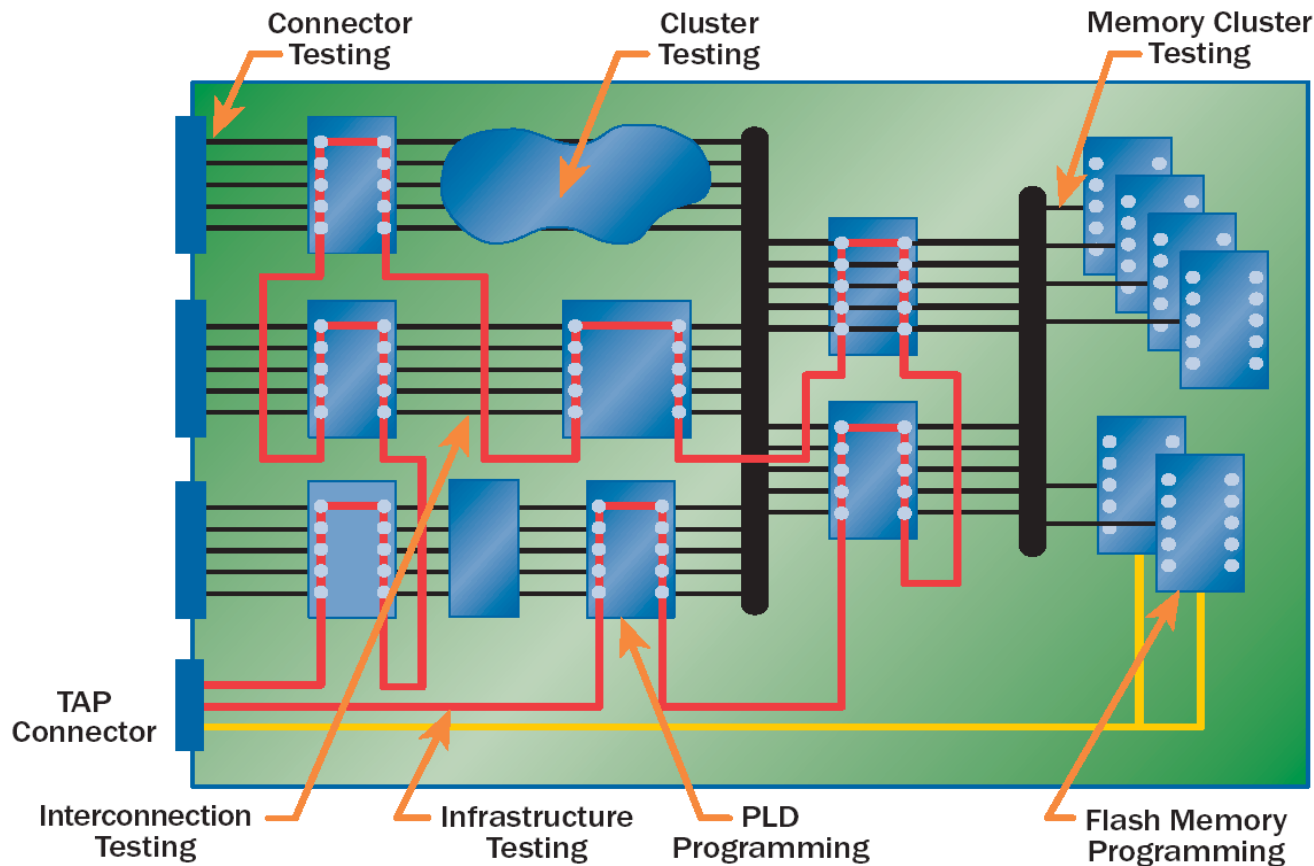 Connector
Testing
Cluster
Testing
Memory Cluster
Testing
TAP
Connector
Interconnection
Testing
Infrastructure
Testing
PLD
Programming
Flash Memory
Programming